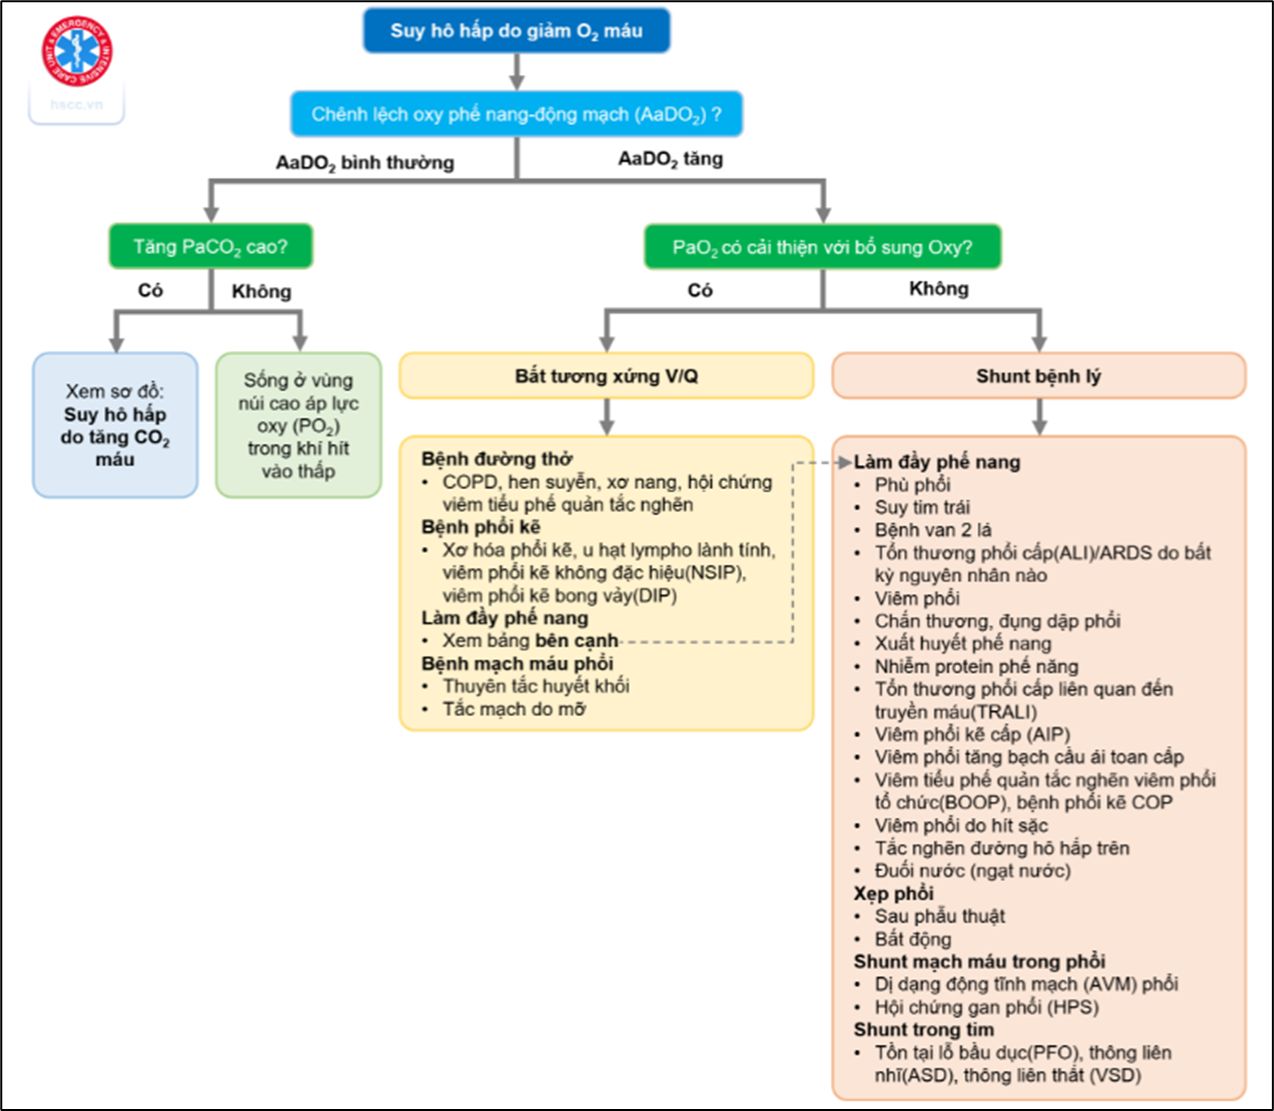 Suy hô hấp do giảm O₂ máu
EMERGENCY & INTENSIVE CARE UNIT &
hscc.vn
Chênh lệch oxy phế nang-động mạch (AaDO₂) ?
AaDO₂ bình thường
AaDO₂ tăng
Tăng PaCO₂ cao?
PaO₂ có cải thiện với bổ sung Oxy?
Có
Không
Có
Không
Xem sơ đồ:
Suy hô hấp
do tăng CO₂
máu
Sống ở vùng
núi cao áp lực
oxy (PO₂)
trong khí hít
vào thấp
Bất tương xứng V/Q
Bệnh đường thở
• COPD, hen suyễn, xơ nang, hội chứng
viêm tiểu phế quản tắc nghẽn
Bệnh phổi kẽ
• Xơ hóa phổi kẽ, u hạt lympho lành tính,
viêm phổi kẽ không đặc hiệu(NSIP),
viêm phổi kẽ bong vảy(DIP)
Làm đầy phế nang
• Xem bảng bên cạnh
Bệnh mạch máu phổi
• Thuyên tắc huyết khối
• Tắc mạch do mỡ
Shunt bệnh lý
Làm đầy phế nang
• Phù phổi
• Suy tim trái
• Bệnh van 2 lá
• Tổn thương phổi cấp(ALI)/ARDS do bất
kỳ nguyên nhân nào
• Viêm phổi
• Chấn thương, đụng dập phổi
• Xuất huyết phế nang
• Nhiễm protein phế năng
• Tổn thương phổi cấp liên quan đến
truyền máu(TRALI)
• Viêm phổi kẽ cấp (AIP)
• Viêm phổi tăng bạch cầu ái toan cấp
• Viêm tiểu phế quản tắc nghẽn viêm phổi
tổ chức(BOOP), bệnh phổi kẽ COP
• Viêm phổi do hít sặc
• Tắc nghẽn đường hô hấp trên
• Đuối nước (ngạt nước)
Xẹp phổi
• Sau phẫu thuật
• Bất động
Shunt mạch máu trong phổi
• Dị dạng động tĩnh mạch (AVM) phổi
• Hội chứng gan phổi (HPS)
Shunt trong tim
• Tồn tại lỗ bầu dục(PFO), thông liên
nhĩ(ASD), thông liên thất (VSD)